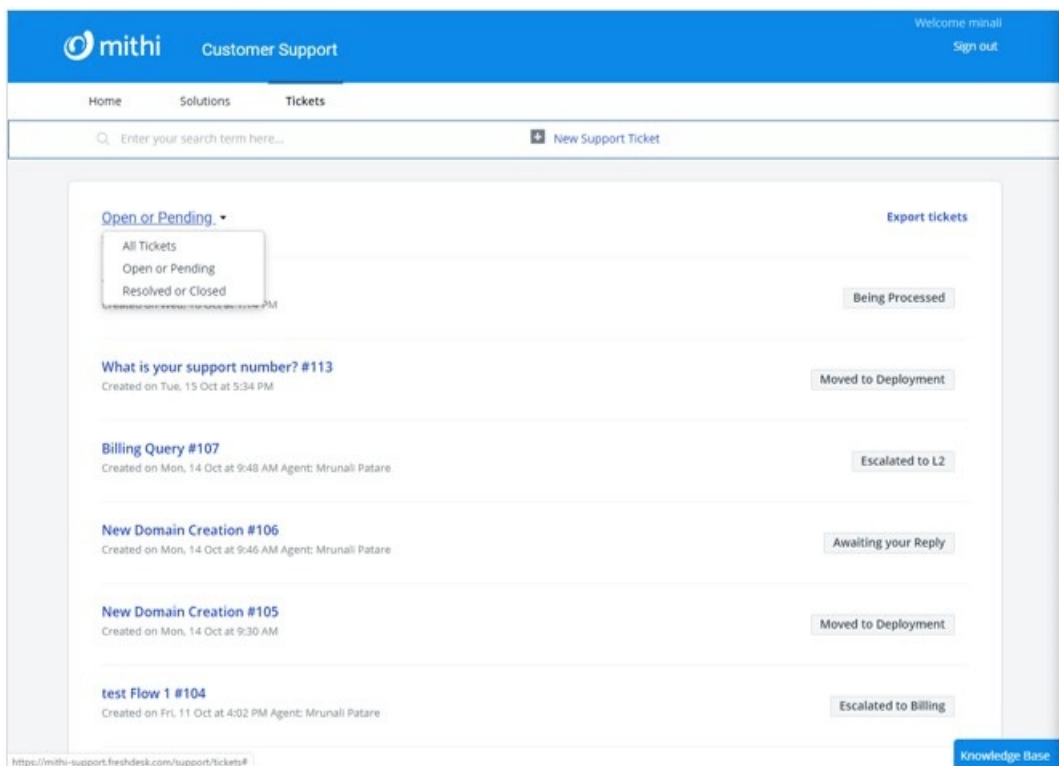 Welcome minali
mithi Customer Support
Sign out
Home Solutions Tickets
Enter your search term here... New Support Ticket
Open or Pending Export tickets
All Tickets
Open or Pending
Resolved or Closed
Being Processed
What is your support number? #113
Created on Tue, 15 Oct at 5:34 PM
Moved to Deployment
Billing Query #107
Created on Mon, 14 Oct at 9:48 AM Agent: Mrunali Patare
Escalated to L2
New Domain Creation #106
Created on Mon, 14 Oct at 9:46 AM Agent: Mrunali Patare
Awaiting your Reply
New Domain Creation #105
Created on Mon, 14 Oct at 9:30 AM
Moved to Deployment
test Flow 1 #104
Created on Fri, 11 Oct at 4:02 PM Agent: Mrunali Patare
Escalated to Billing
Knowledge Base
https://mithi-support.freshdesk.com/support/tickets#